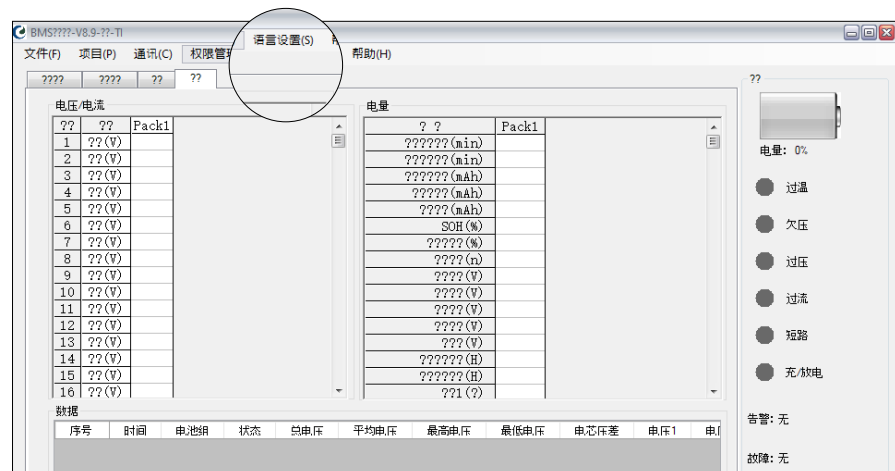 BMS????-V8.9-??-TI
文件(F) 项目(P) 通讯(C) 权限管 语言设置(S) 帮助(H)
???? ???? ?? ??
??
电压/电流
?? ?? Pack1
1 ??(V)
2 ??(V)
3 ??(V)
4 ??(V)
5 ??(V)
6 ??(V)
7 ??(V)
8 ??(V)
9 ??(V)
10 ??(V)
11 ??(V)
12 ??(V)
13 ??(V)
14 ??(V)
15 ??(V)
16 ??(V)
电量
? ? Pack1
??????(min)
??????(min)
??????(mAh)
?????(mAh)
????(mAh)
SOH(%)
?????(%)
????(n)
????(V)
????(V)
????(V)
????(V)
???(V)
??????(H)
??????(H)
??1(?)
电量: 0%
过温
欠压
过压
过流
短路
充/放电
告警: 无
故障: 无
数据
序号 时间 电池组 状态 总电压 平均电压 最高电压 最低电压 电芯压差 电压1